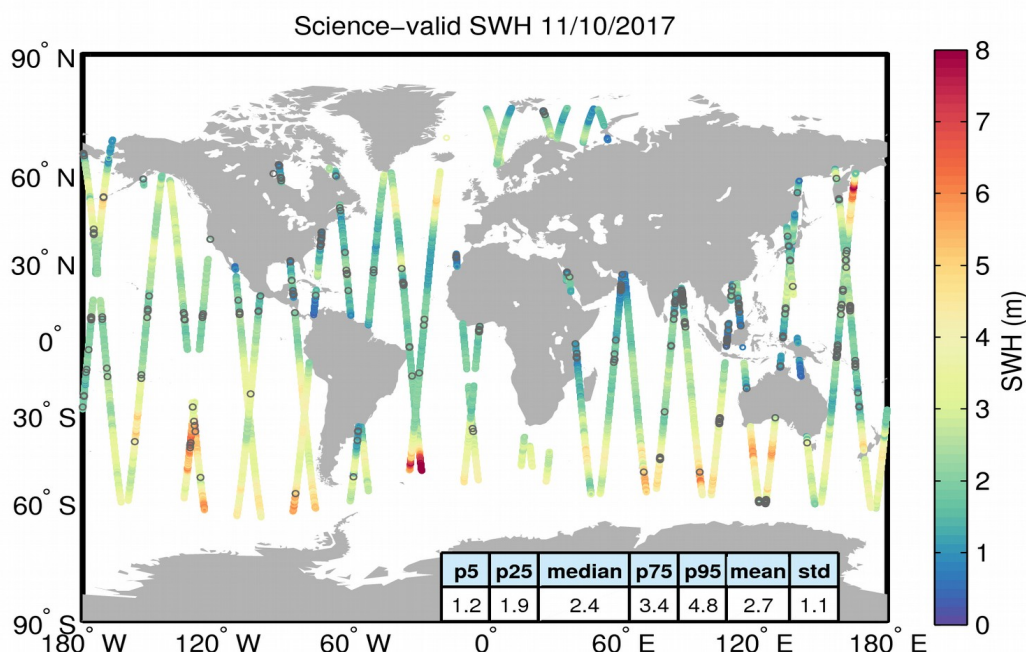 Science–valid SWH 11/10/2017
90° N
60° N
30° N
0°
30° S
60° S
90° S
180° W
120° W
60° W
0°
60° E
120° E
180° E
p5 p25 median p75 p95 mean std
1.2 1.9 2.4 3.4 4.8 2.7 1.1
8
7
6
5
4
3
2
1
0
SWH (m)